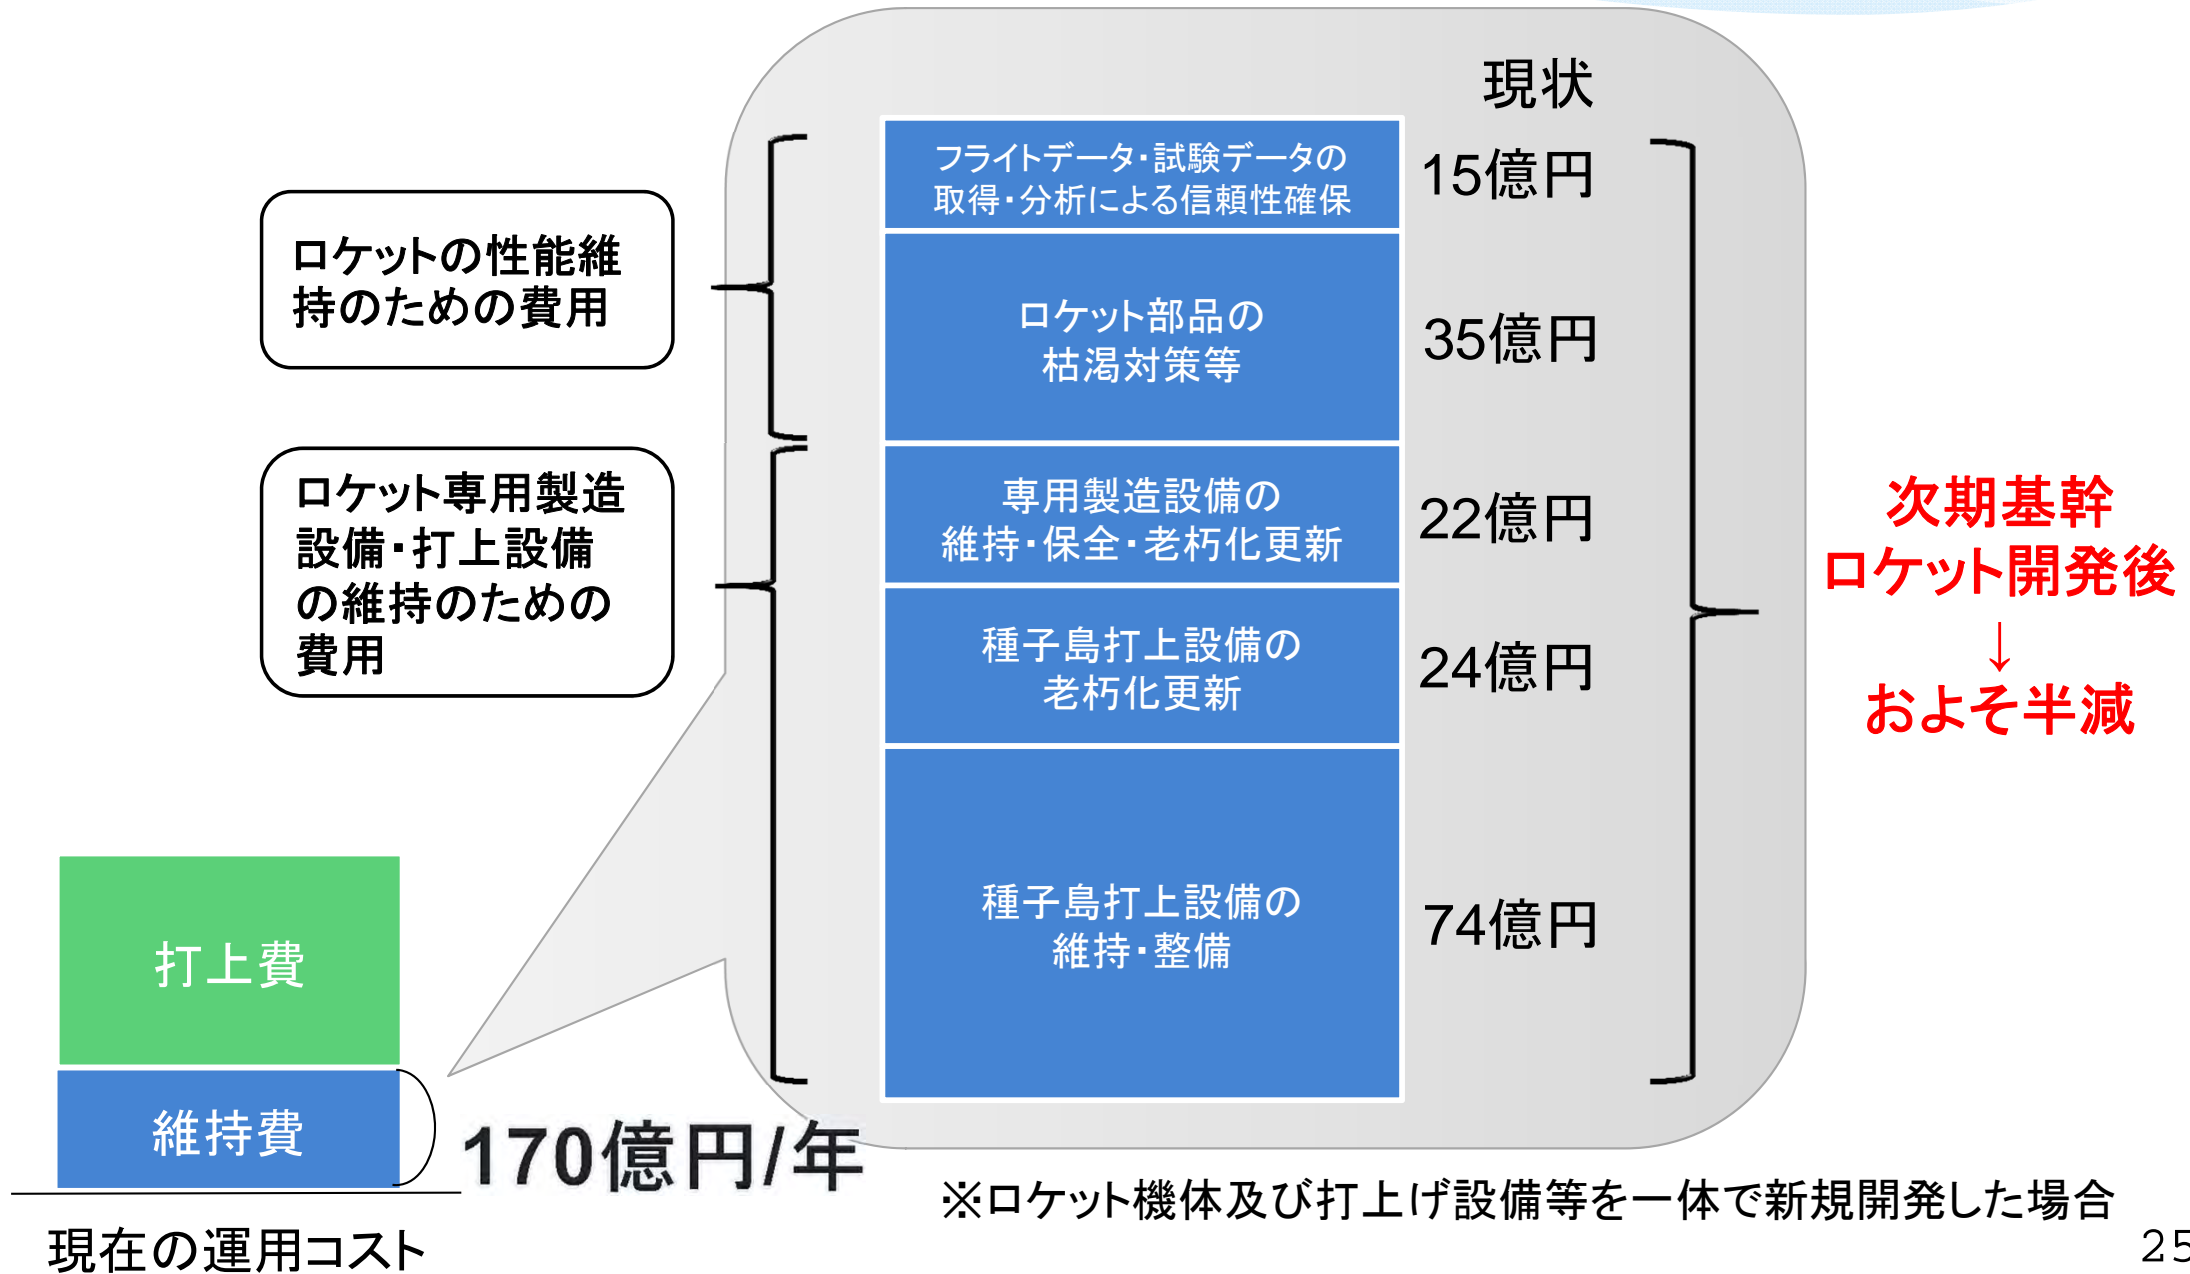 現状
ロケットの性能維
持のための費用
フライトデータ・試験データの
取得・分析による信頼性確保
15億円
ロケット部品の
枯渇対策等
35億円
ロケット専用製造
設備・打上設備
の維持のための
費用
専用製造設備の
維持・保全・老朽化更新
22億円
種子島打上設備の
老朽化更新
24億円
種子島打上設備の
維持・整備
74億円
次期基幹
ロケット開発後
↓
およそ半減
打上費
維持費
170億円/年
現在の運用コスト
※ロケット機体及び打上げ設備等を一体で新規開発した場合
25